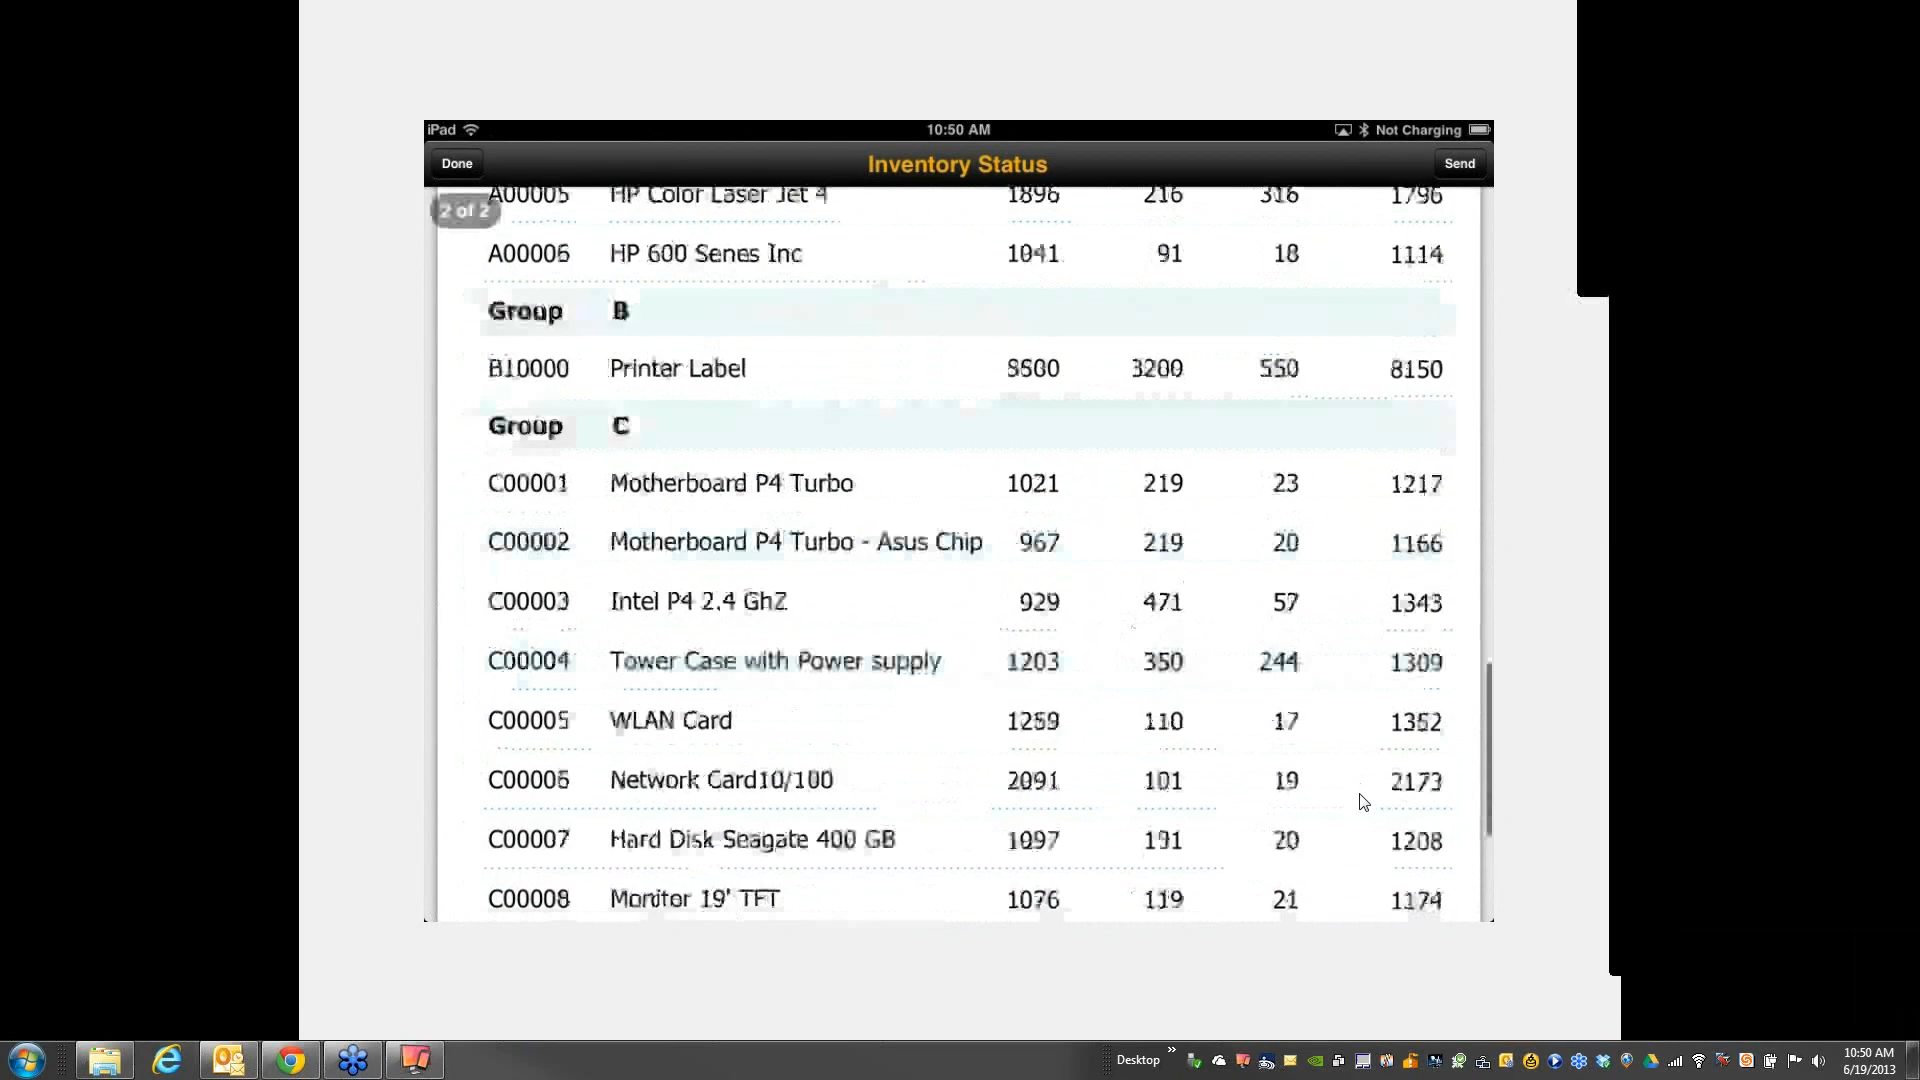 iPad 10:50 AM Not Charging
Done Inventory Status Send
2 of 2
A00005 HP Color Laser Jet 4 1896 216 316 1796
A00006 HP 600 Series Inc 1041 91 18 1114
Group B
B10000 Printer Label 3200 550 8150
Group C
C00001 Motherboard P4 Turbo 1021 219 23 1217
C00002 Motherboard P4 Turbo - Asus Chip 967 219 20 1166
C00003 Intel P4 2.4 GhZ 929 471 57 1343
C00004 Tower Case with Power supply 1203 350 244 1309
C00005 WLAN Card 1259 110 17 1352
C00006 Network Card10/100 2091 101 19 2173
C00007 Hard Disk Seagate 400 GB 1097 131 20 1208
C00008 Monitor 19' TFT 1076 119 21 1174
Desktop
10:50 AM
6/19/2013